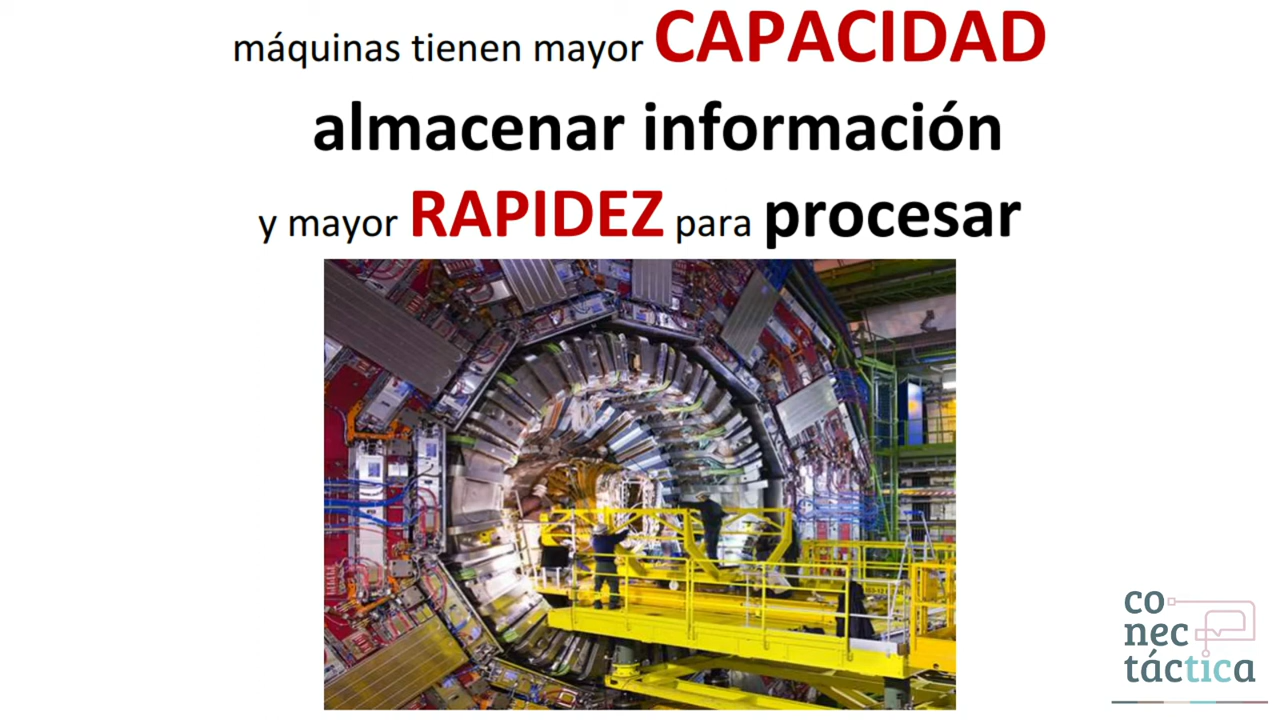 máquinas tienen mayor CAPACIDAD
almacenar información
y mayor RAPIDEZ para procesar
co
nec
táctica